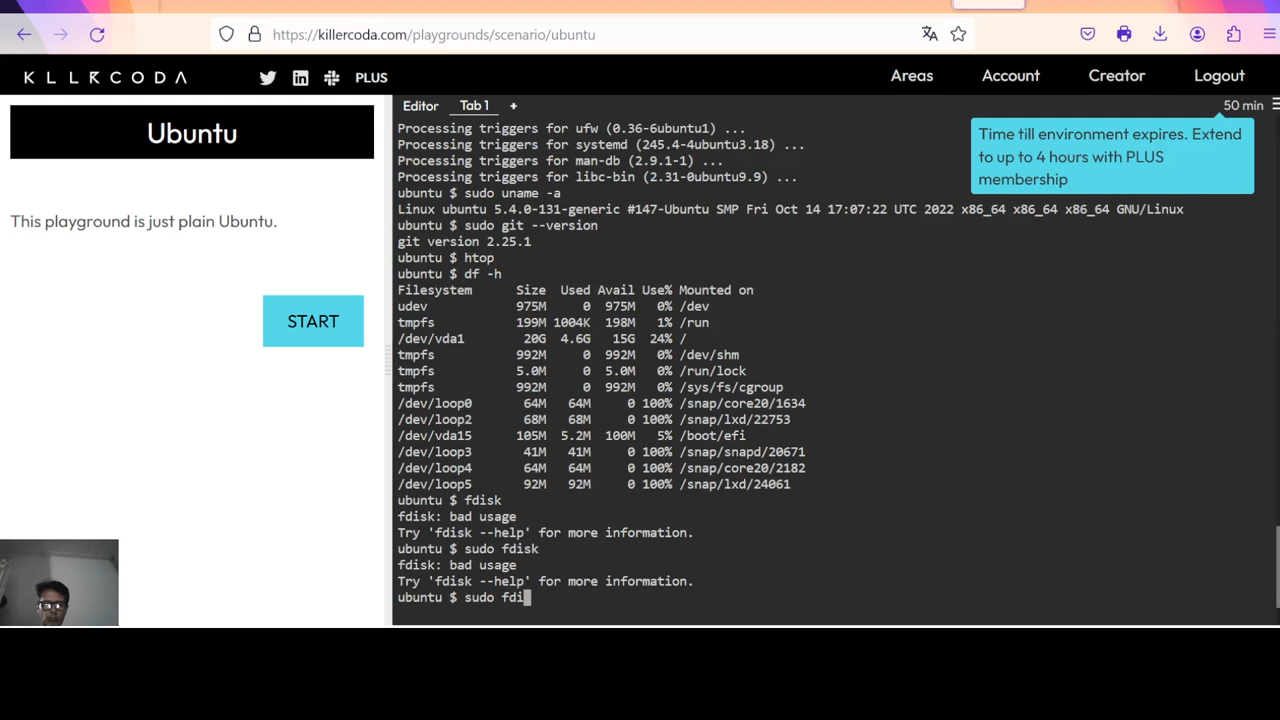 https://killercoda.com/playgrounds/scenario/ubuntu
KILLERCODA
PLUS
Areas
Account
Creator
Logout
Ubuntu
This playground is just plain Ubuntu.
START
Editor
Tab 1
+
50 min
Time till environment expires. Extend
to up to 4 hours with PLUS
membership
Processing triggers for ufw (0.36-6ubuntu1) ...
Processing triggers for systemd (245.4-4ubuntu3.18) ...
Processing triggers for man-db (2.9.1-1) ...
Processing triggers for libc-bin (2.31-0ubuntu9.9) ...
ubuntu $ sudo uname -a
Linux ubuntu 5.4.0-131-generic #147-Ubuntu SMP Fri Oct 14 17:07:22 UTC 2022 x86_64 x86_64 x86_64 GNU/Linux
ubuntu $ sudo git --version
git version 2.25.1
ubuntu $ htop
ubuntu $ df -h
Filesystem Size Used Avail Use% Mounted on
udev 975M 0 975M 0% /dev
tmpfs 199M 1004K 198M 1% /run
/dev/vda1 20G 4.6G 15G 24% /
tmpfs 992M 0 992M 0% /dev/shm
tmpfs 5.0M 0 5.0M 0% /run/lock
tmpfs 992M 0 992M 0% /sys/fs/cgroup
/dev/loop0 64M 64M 0 100% /snap/core20/1634
/dev/loop2 68M 68M 0 100% /snap/lxd/22753
/dev/vda15 105M 5.2M 100M 5% /boot/efi
/dev/loop3 41M 41M 0 100% /snap/snapd/20671
/dev/loop4 64M 64M 0 100% /snap/core20/2182
/dev/loop5 92M 92M 0 100% /snap/lxd/24061
ubuntu $ fdisk
fdisk: bad usage
Try 'fdisk --help' for more information.
ubuntu $ sudo fdisk
fdisk: bad usage
Try 'fdisk --help' for more information.
ubuntu $ sudo fdi